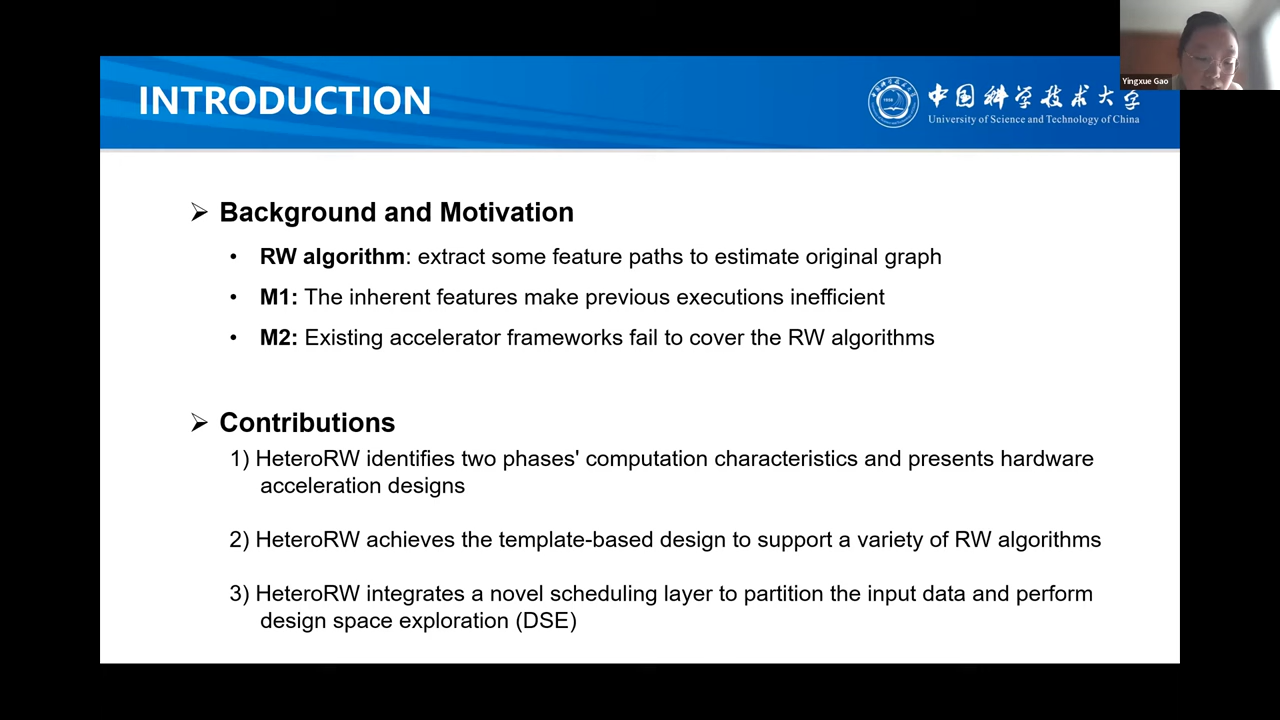 INTRODUCTION
中国科学技术大学
University of Science and Technology of China
Yingxue Gao
➢ Background and Motivation
• RW algorithm: extract some feature paths to estimate original graph
• M1: The inherent features make previous executions inefficient
• M2: Existing accelerator frameworks fail to cover the RW algorithms
➢ Contributions
1) HeteroRW identifies two phases' computation characteristics and presents hardware
acceleration designs
2) HeteroRW achieves the template-based design to support a variety of RW algorithms
3) HeteroRW integrates a novel scheduling layer to partition the input data and perform
design space exploration (DSE)